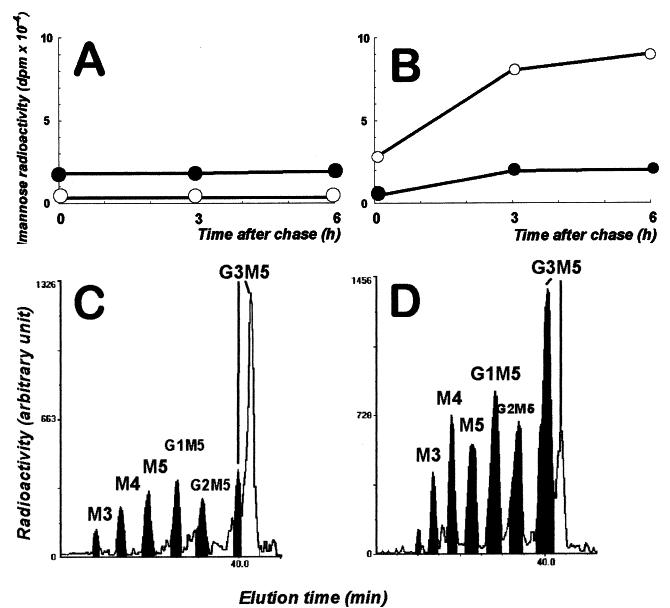 A
B
10
5
0
0
3
6
Time after chase (h)
mannose radioactivity (dpm x 10⁻⁴)
10
5
0
0
3
6
Time after chase (h)
C
D
G3M5
G3M5
1326
663
0
1456
728
0
M3
M4
M5
G1M5
G2M5
40.0
M3
M4
M5
G1M5
40.0
Radioactivity (arbitrary unit)
Elution time (min)